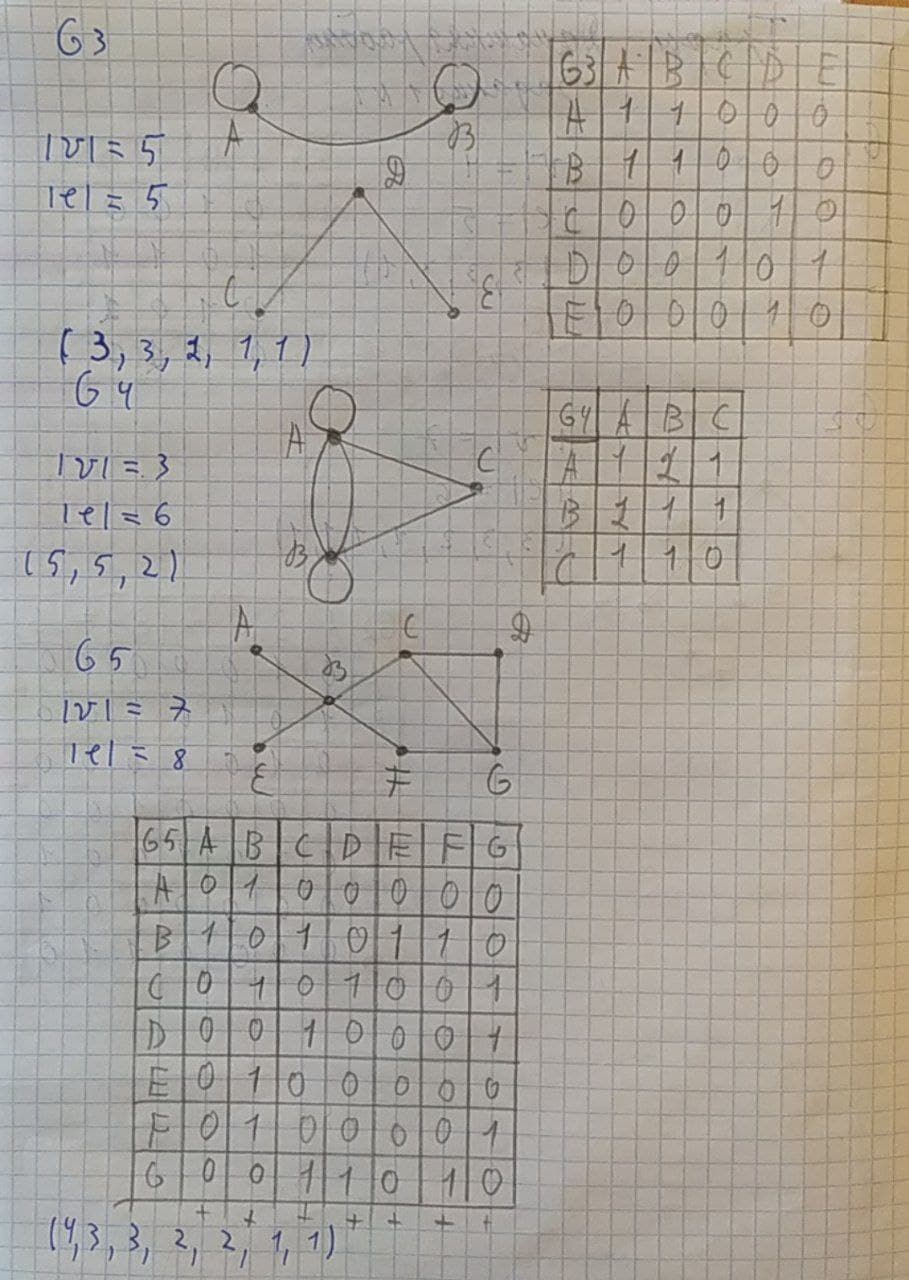 G3
A B
|v| = 5
|e| = 5
D
C E
(3, 3, 2, 1, 1)
G3 A B C D E
A 1 1 0 0 0
B 1 1 0 0 0
C 0 0 0 1 0
D 0 0 1 0 1
E 0 0 0 1 0
G4
|v| = 3
|e| = 6
(5, 5, 2)
A
C
B
G4 A B C
A 1 2 1
B 2 1 1
C 1 1 0
G5
|v| = 7
|e| = 8
A C D
B
E F G
G5 A B C D E F G
A 0 1 0 0 0 0 0
B 1 0 1 0 1 1 0
C 0 1 0 1 0 0 1
D 0 0 1 0 0 0 1
E 0 1 0 0 0 0 0
F 0 1 0 0 0 0 1
G 0 0 1 1 0 1 0
+ + + + + + +
(4, 3, 3, 2, 2, 1, 1)